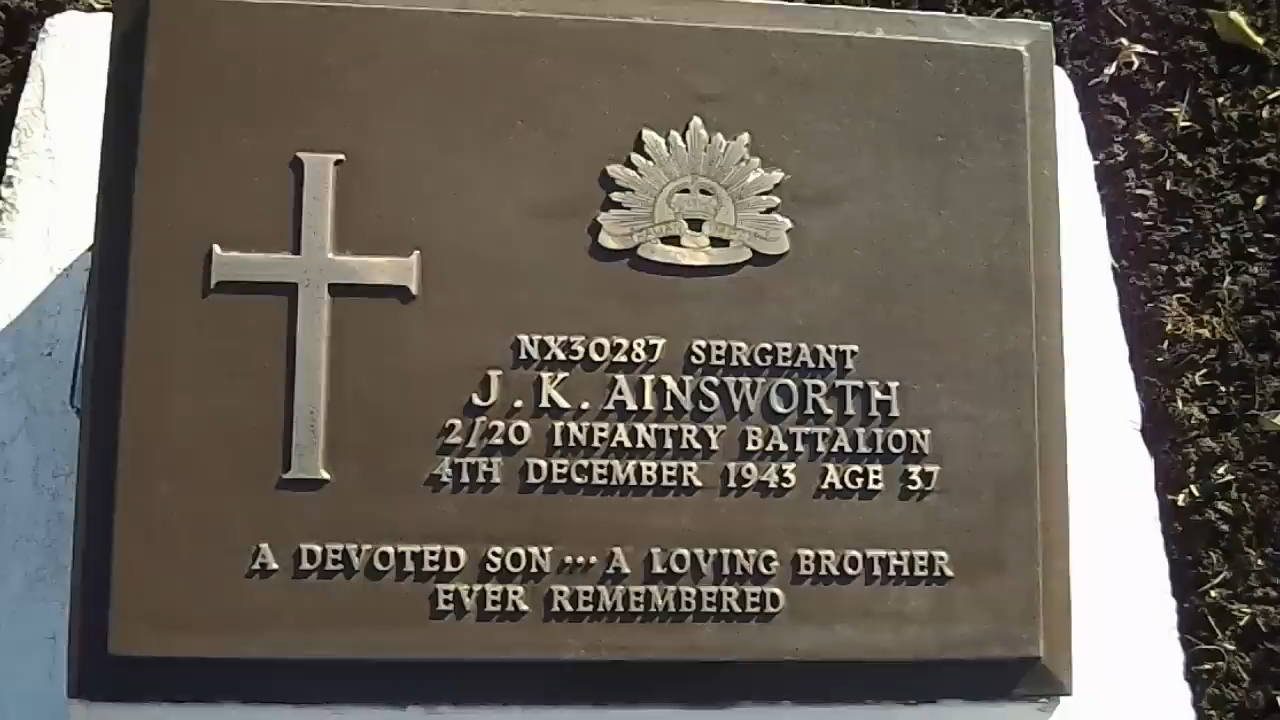 NX30287 SERGEANT
J. K. AINSWORTH
2/20 INFANTRY BATTALION
4TH DECEMBER 1943 AGE 37
A DEVOTED SON ... A LOVING BROTHER
EVER REMEMBERED